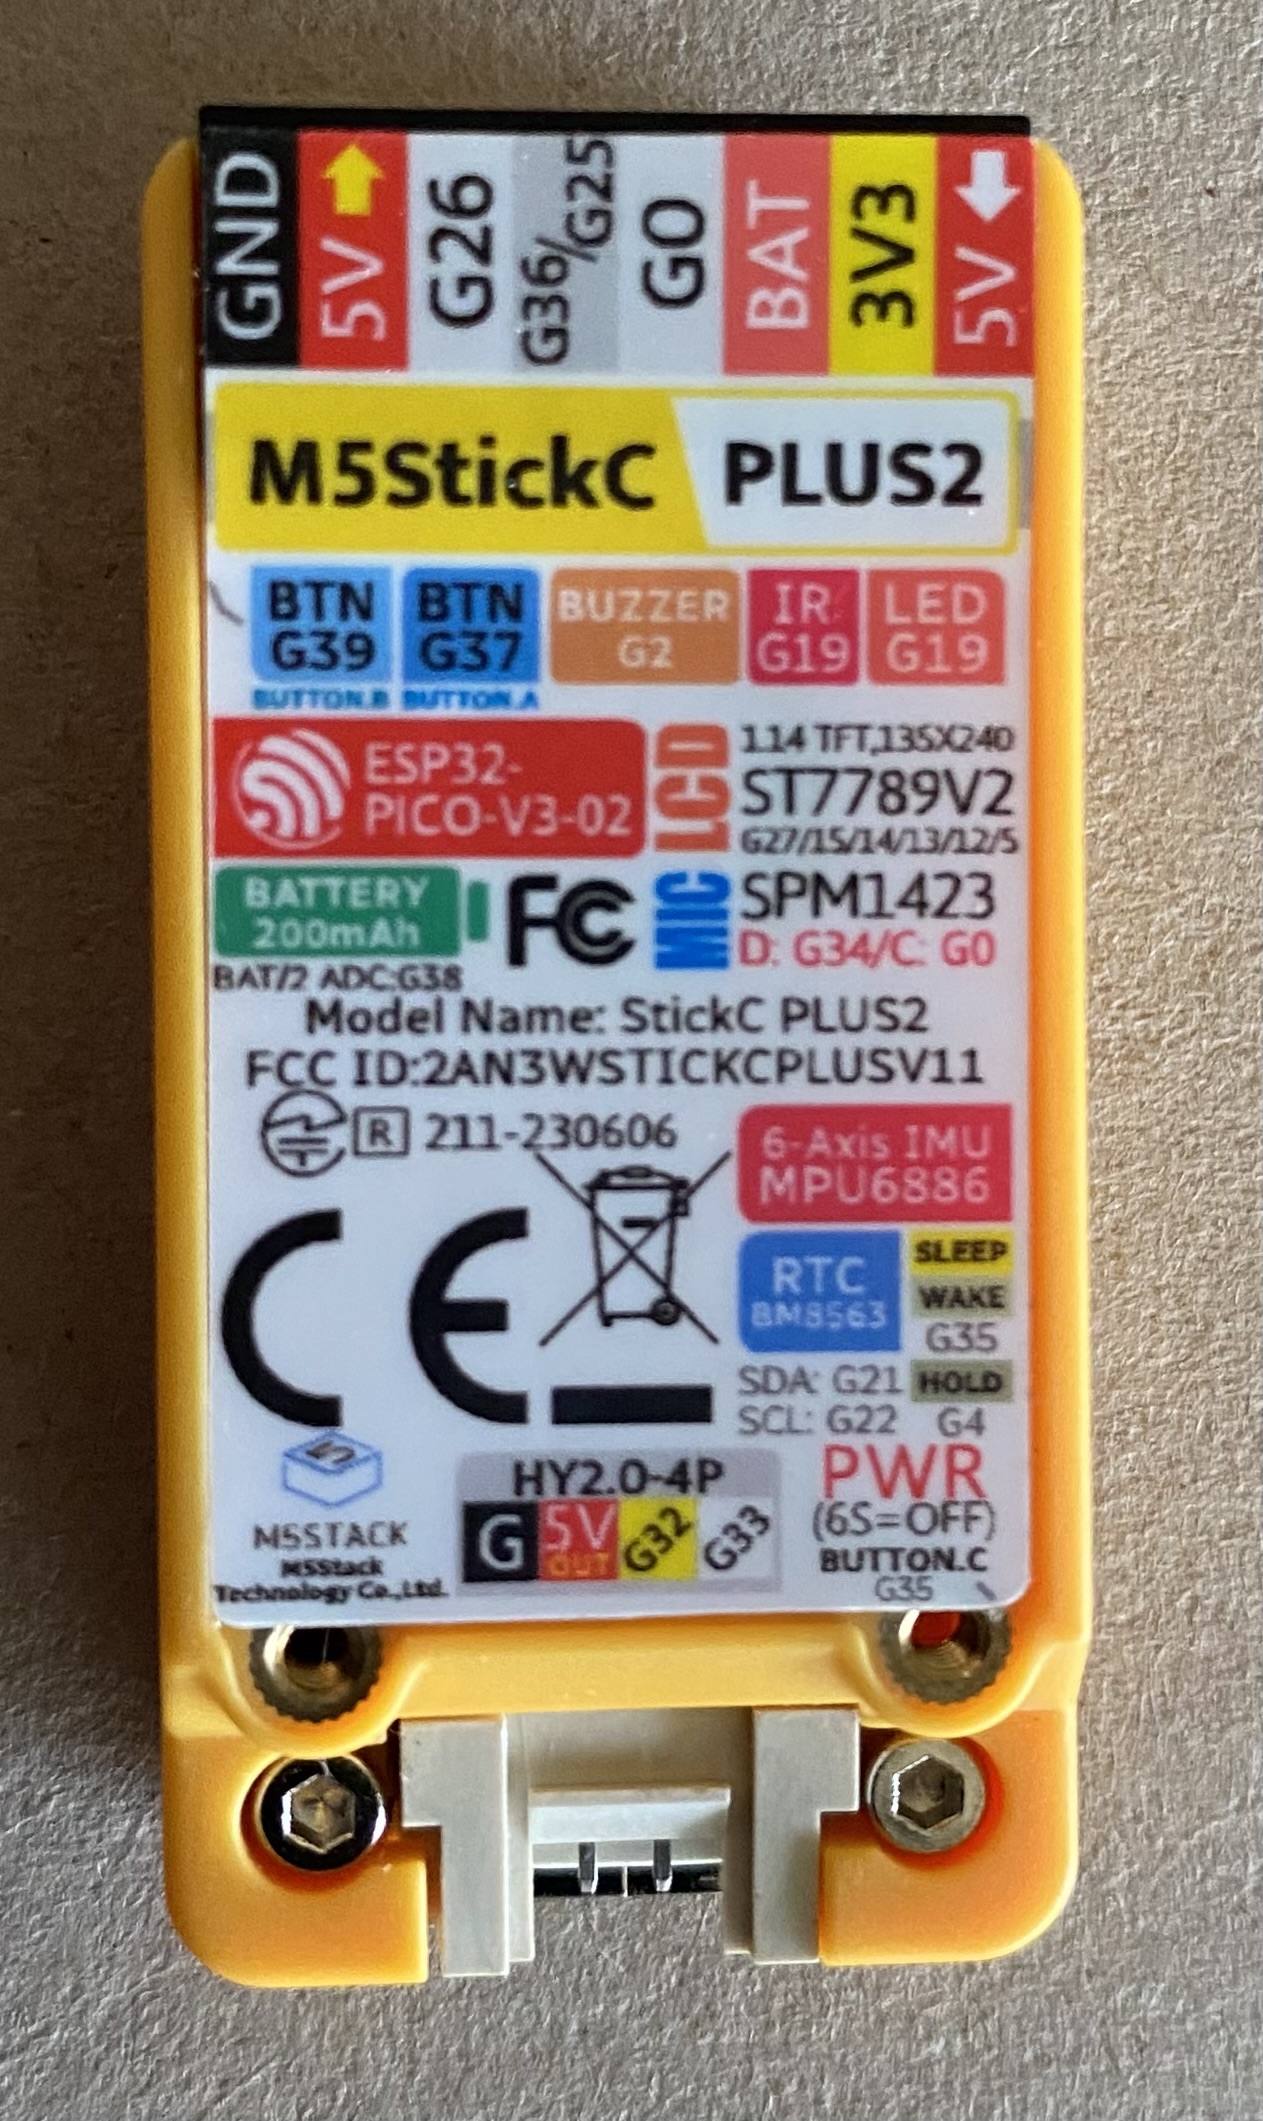 GND 5V G26 G36/G25 G0 BAT 3V3 5V
M5StickC PLUS2
BTN G39
BUTTON.B
BTN G37
BUTTON.A
BUZZER
G2
IR
G19
LED
G19
ESP32-
PICO-V3-02
LCD
1.14 TFT,135X240
ST7789V2
G27/15/14/13/12/5
BATTERY
200mAh
BAT/2 ADC:G38
FC
MIC
SPM1423
D: G34/C: G0
Model Name: StickC PLUS2
FCC ID:2AN3WSTICKCPLUSV11
R 211-230606
6-Axis IMU
MPU6886
CE
RTC
BM8563
SLEEP
WAKE
G35
SDA: G21
SCL: G22
HOLD
G4
5
M5STACK
M5Stack
Technology Co.,Ltd.
HY2.0-4P
G 5V OUT G32 G33
PWR
(6S=OFF)
BUTTON.C
G35